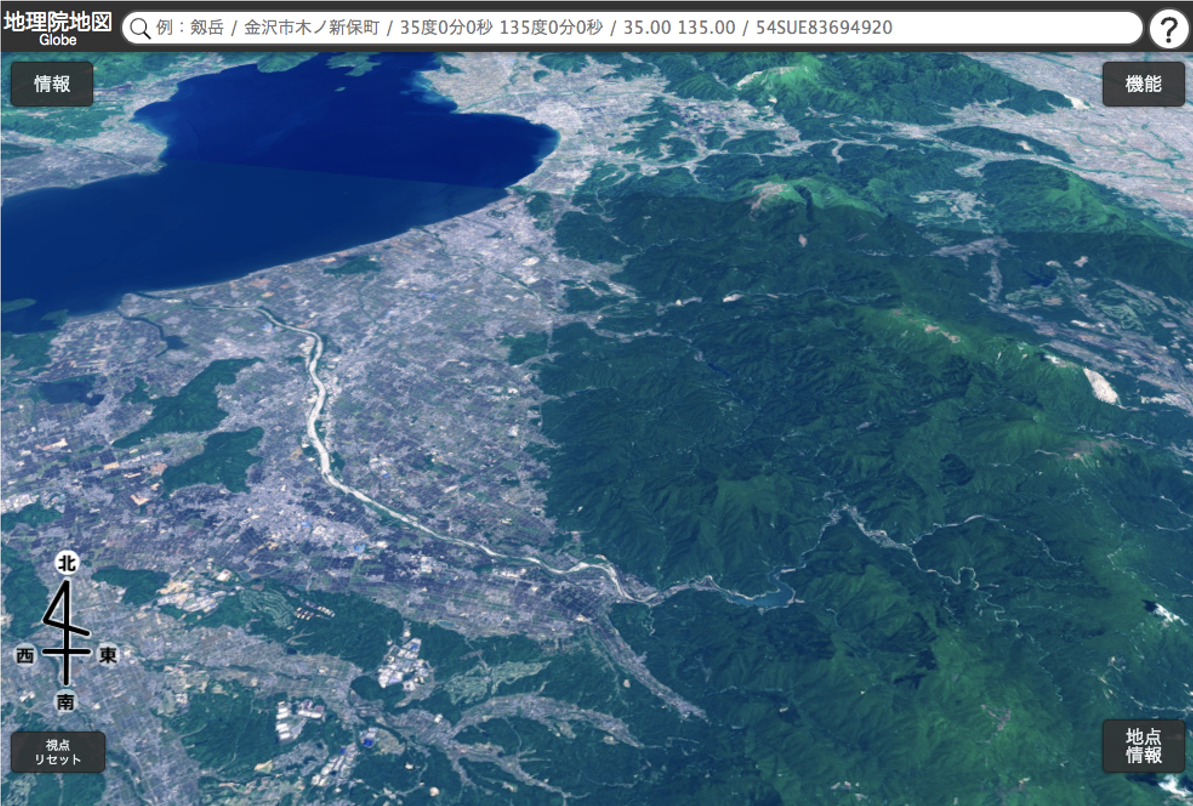 地理院地図
Globe
例：剱岳 / 金沢市木ノ新保町 / 35度0分0秒 135度0分0秒 / 35.00 135.00 / 54SUE83694920
?
情報
機能
北
西
東
南
視点
リセット
地点
情報